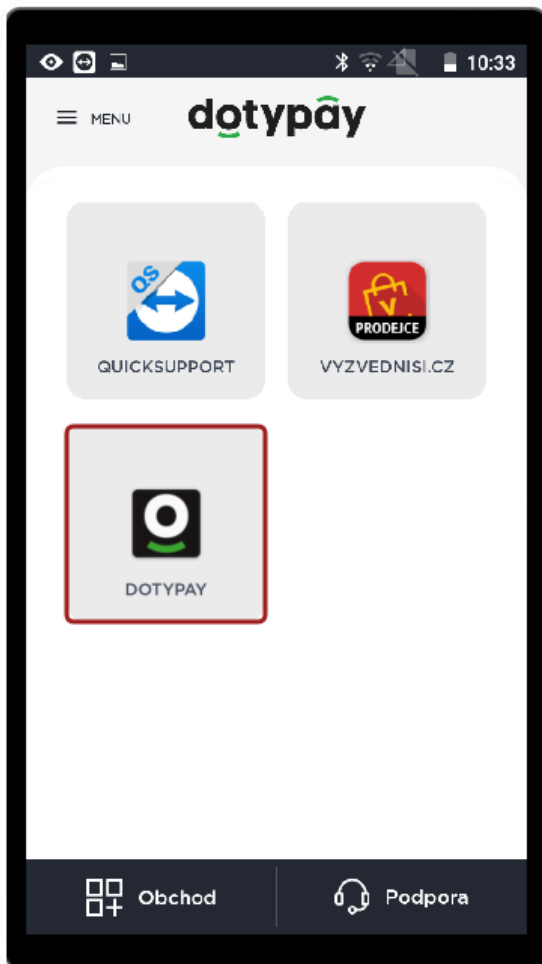 10:33
MENU
dotypay
QS
PRODEJCE
QUICKSUPPORT
VYZVEDNISI.CZ
DOTYPAY
Obchod
Podpora